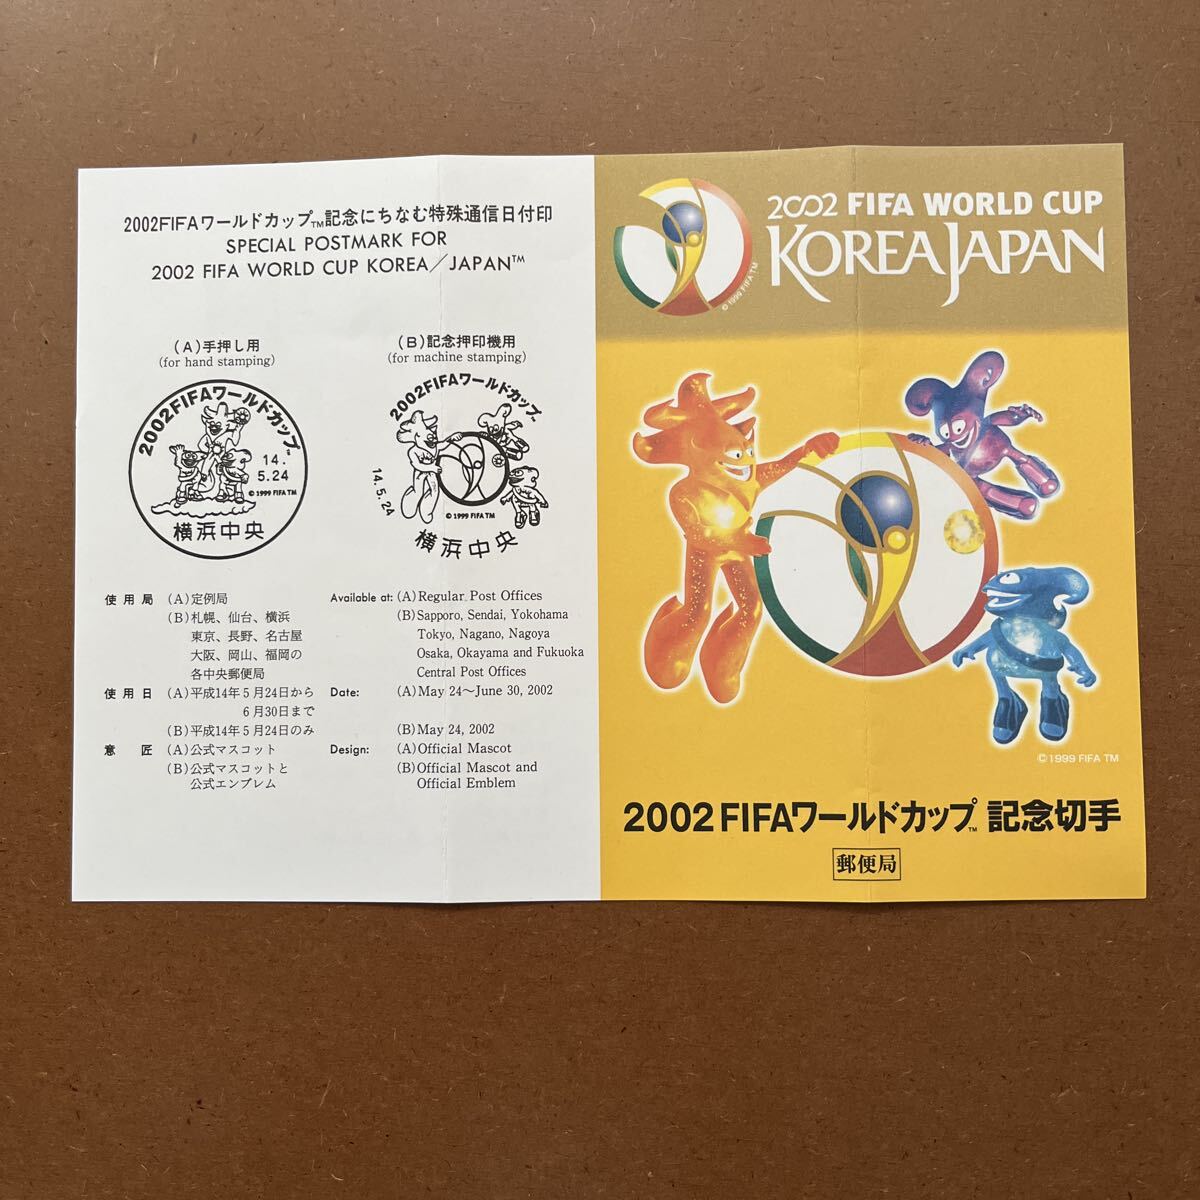 2002FIFAワールドカップ™記念にちなむ特殊通信日付印
SPECIAL POSTMARK FOR
2002 FIFA WORLD CUP KOREA/JAPAN™
(A)手押し用
(for hand stamping)
2002FIFAワールドカップ™
14.
5.24
©1999 FIFA TM
横浜中央
(B)記念押印機用
(for machine stamping)
2002FIFAワールドカップ™
14.5.24
©1999 FIFA TM
横浜中央
使用局 (A)定例局
(B)札幌、仙台、横浜
東京、長野、名古屋
大阪、岡山、福岡の
各中央郵便局
使用日 (A)平成14年5月24日から
6月30日まで
(B)平成14年5月24日のみ
意匠 (A)公式マスコット
(B)公式マスコットと
公式エンブレム
Available at: (A)Regular Post Offices
(B)Sapporo, Sendai, Yokohama
Tokyo, Nagano, Nagoya
Osaka, Okayama and Fukuoka
Central Post Offices
Date: (A)May 24～June 30, 2002
(B)May 24, 2002
Design: (A)Official Mascot
(B)Official Mascot and
Official Emblem
©1999 FIFA TM
2002 FIFA WORLD CUP
KOREA JAPAN
©1999 FIFA TM
2002 FIFAワールドカップ™ 記念切手
郵便局